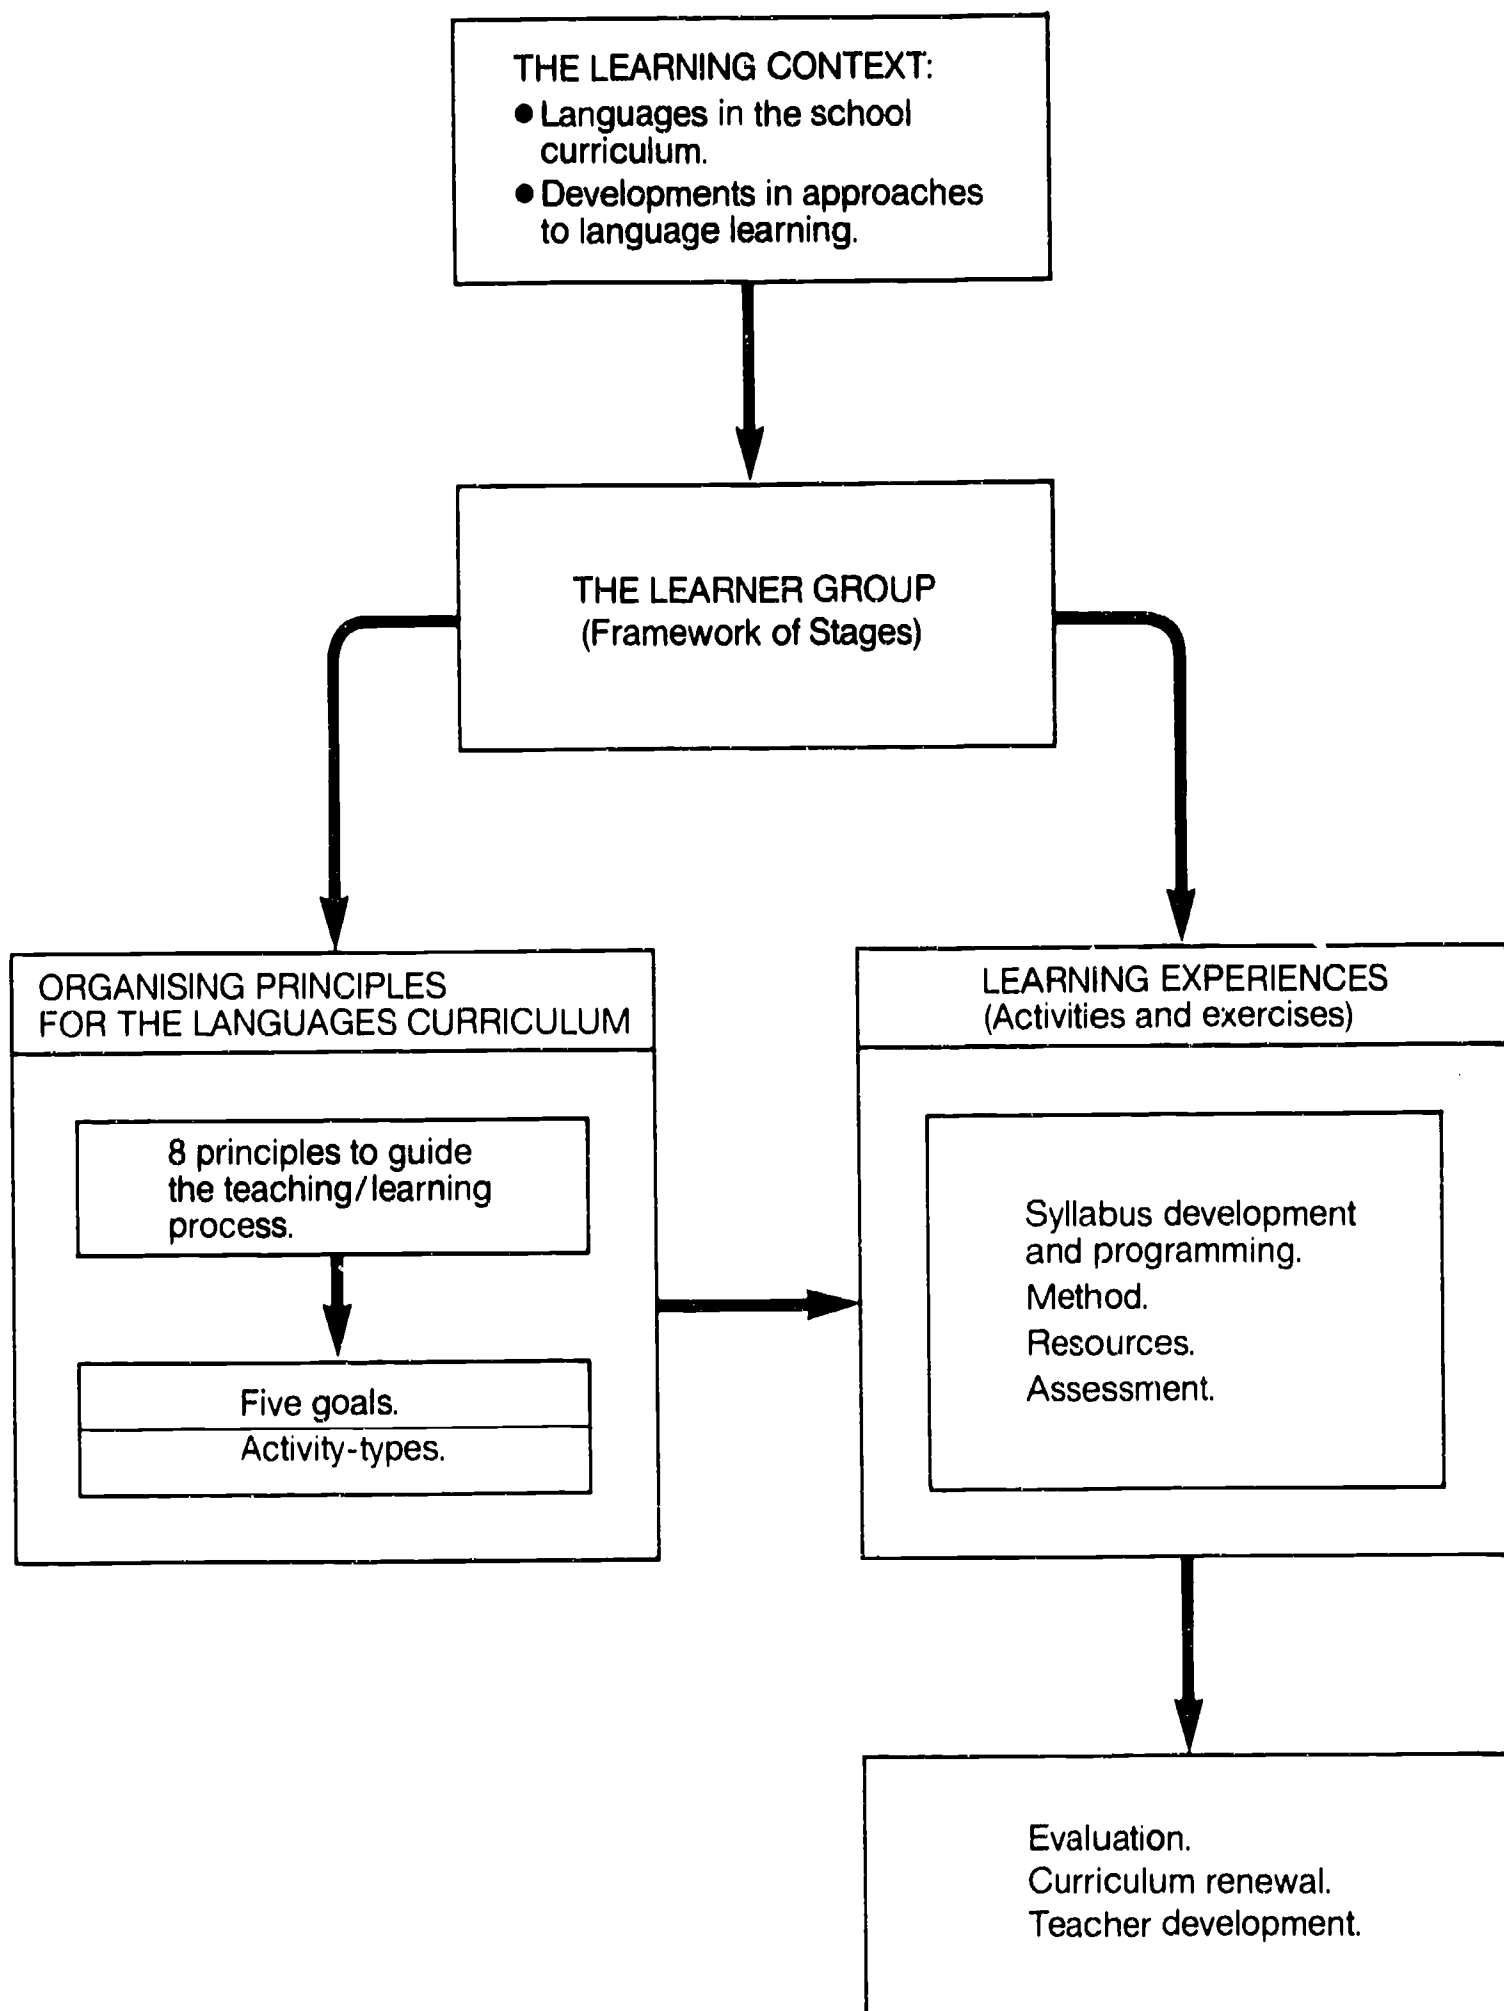 THE LEARNING CONTEXT:
● Languages in the school
curriculum.
● Developments in approaches
to language learning.
THE LEARNER GROUP
(Framework of Stages)
ORGANISING PRINCIPLES
FOR THE LANGUAGES CURRICULUM
8 principles to guide
the teaching/learning
process.
Five goals.
Activity-types.
LEARNING EXPERIENCES
(Activities and exercises)
Syllabus development
and programming.
Method.
Resources.
Assessment.
Evaluation.
Curriculum renewal.
Teacher development.